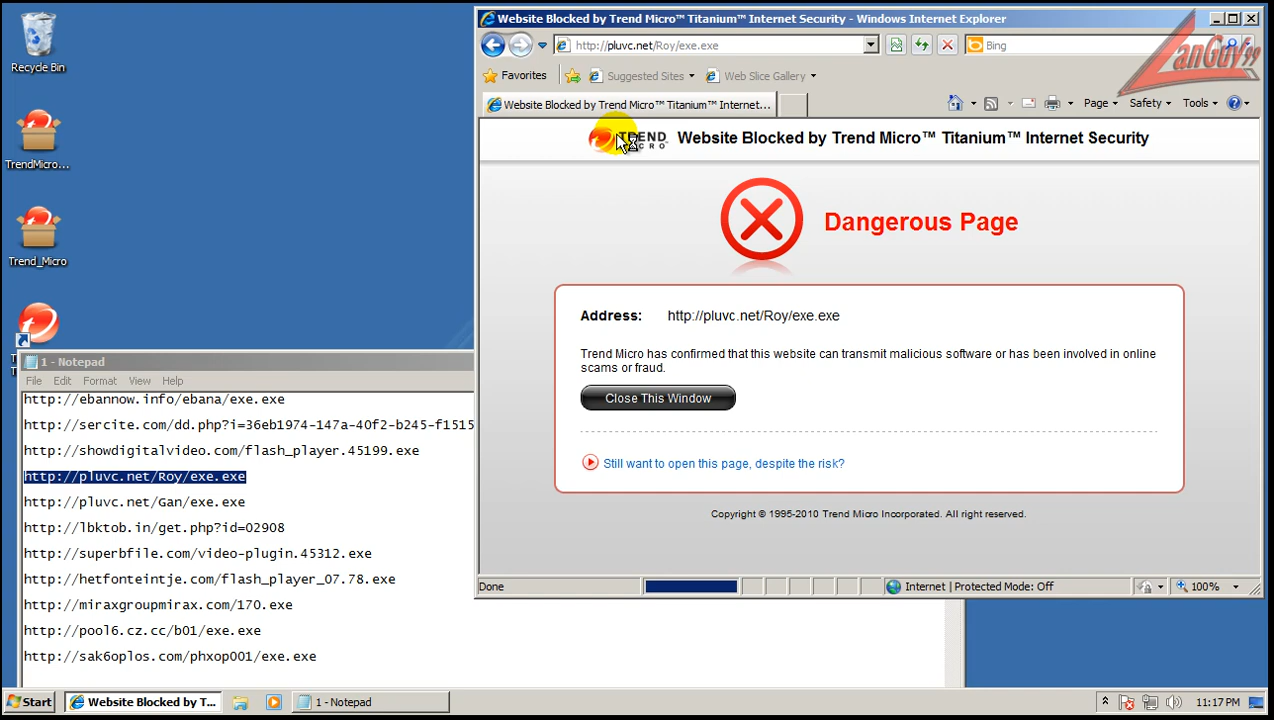 Recycle Bin
TrendMicro...
Trend_Micro
Website Blocked by Trend Micro™ Titanium™ Internet Security - Windows Internet Explorer
http://pluvc.net/Roy/exe.exe
Bing
Favorites
Suggested Sites
Web Slice Gallery
Website Blocked by Trend Micro™ Titanium™ Internet...
Page
Safety
Tools
TREND
MICRO
Website Blocked by Trend Micro™ Titanium™ Internet Security
Dangerous Page
Address: http://pluvc.net/Roy/exe.exe
Trend Micro has confirmed that this website can transmit malicious software or has been involved in online
scams or fraud.
Close This Window
Still want to open this page, despite the risk?
Copyright © 1995-2010 Trend Micro Incorporated. All right reserved.
Done
Internet | Protected Mode: Off
100%
1 - Notepad
File Edit Format View Help
http://ebannow.info/ebana/exe.exe
http://sercite.com/dd.php?i=36eb1974-147a-40f2-b245-f1515
http://showdigitalvideo.com/flash_player.45199.exe
http://pluvc.net/Roy/exe.exe
http://pluvc.net/Gan/exe.exe
http://lbktob.in/get.php?id=02908
http://superbfile.com/video-plugin.45312.exe
http://hetfonteintje.com/flash_player_07.78.exe
http://miraxgroupmirax.com/170.exe
http://pool6.cz.cc/b01/exe.exe
http://sak6oplos.com/phxop001/exe.exe
Start
Website Blocked by T...
1 - Notepad
11:17 PM